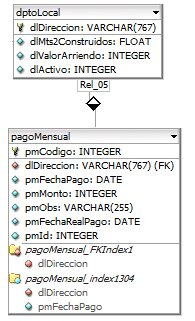 dptoLocal
dlDireccion: VARCHAR(767)
dlMts2Construidos: FLOAT
dlValorArriendo: INTEGER
dlActivo: INTEGER
Rel_05
pagoMensual
pmCodigo: INTEGER
dlDireccion: VARCHAR(767) (FK)
pmFechaPago: DATE
pmMonto: INTEGER
pmObs: VARCHAR(255)
pmFechaRealPago: DATE
pmId: INTEGER
pagoMensual_FKIndex1
dlDireccion
pagoMensual_index1304
dlDireccion
pmFechaPago